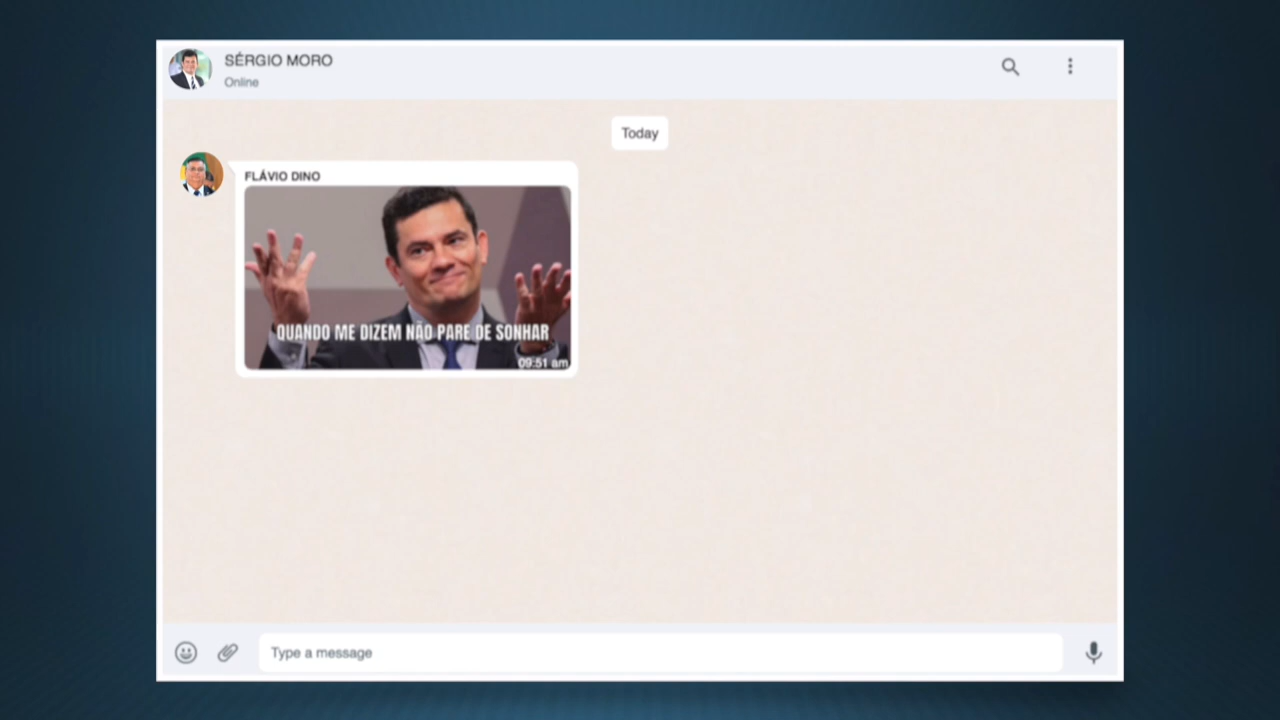 SÉRGIO MORO
Online
Today
FLÁVIO DINO
QUANDO ME DIZEM NÃO PARE DE SONHAR
09:51 am
Type a message